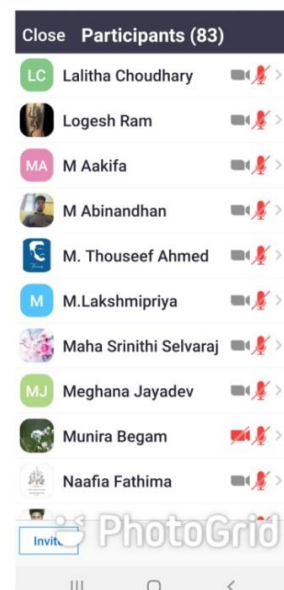 Close Participants (83)
LC Lalitha Choudhary
Logesh Ram
MA M Aakifa
M Abinandhan
M. Thouseef Ahmed
M M.Lakshmipriya
Maha Srinithi Selvaraj
MJ Meghana Jayadev
Munira Begam
Naafia Fathima
Invite PhotoGrid